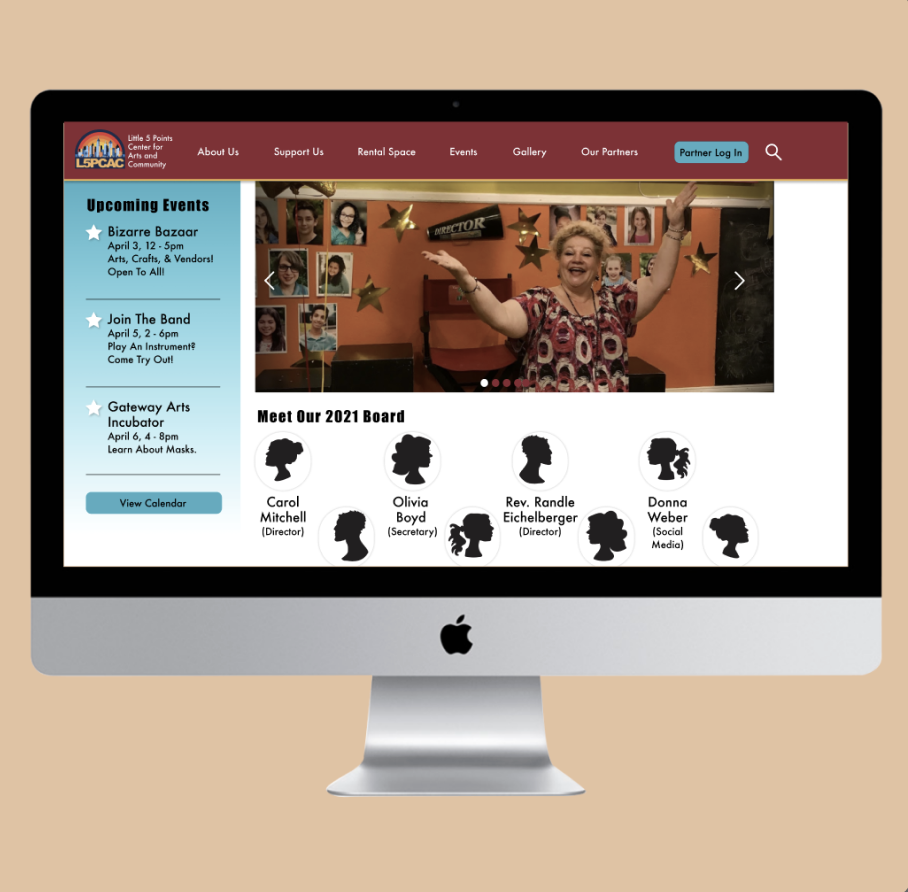 L5PCAC
Little 5 Points
Center for
Arts and
Community
About Us
Support Us
Rental Space
Events
Gallery
Our Partners
Partner Log In
Upcoming Events
Bizarre Bazaar
April 3, 12 - 5pm
Arts, Crafts, & Vendors!
Open To All!
Join The Band
April 5, 2 - 6pm
Play An Instrument?
Come Try Out!
Gateway Arts
Incubator
April 6, 4 - 8pm
Learn About Masks.
View Calendar
DIRECTOR
Meet Our 2021 Board
Carol
Mitchell
(Director)
Olivia
Boyd
(Secretary)
Rev. Randle
Eichelberger
(Director)
Donna
Weber
(Social
Media)